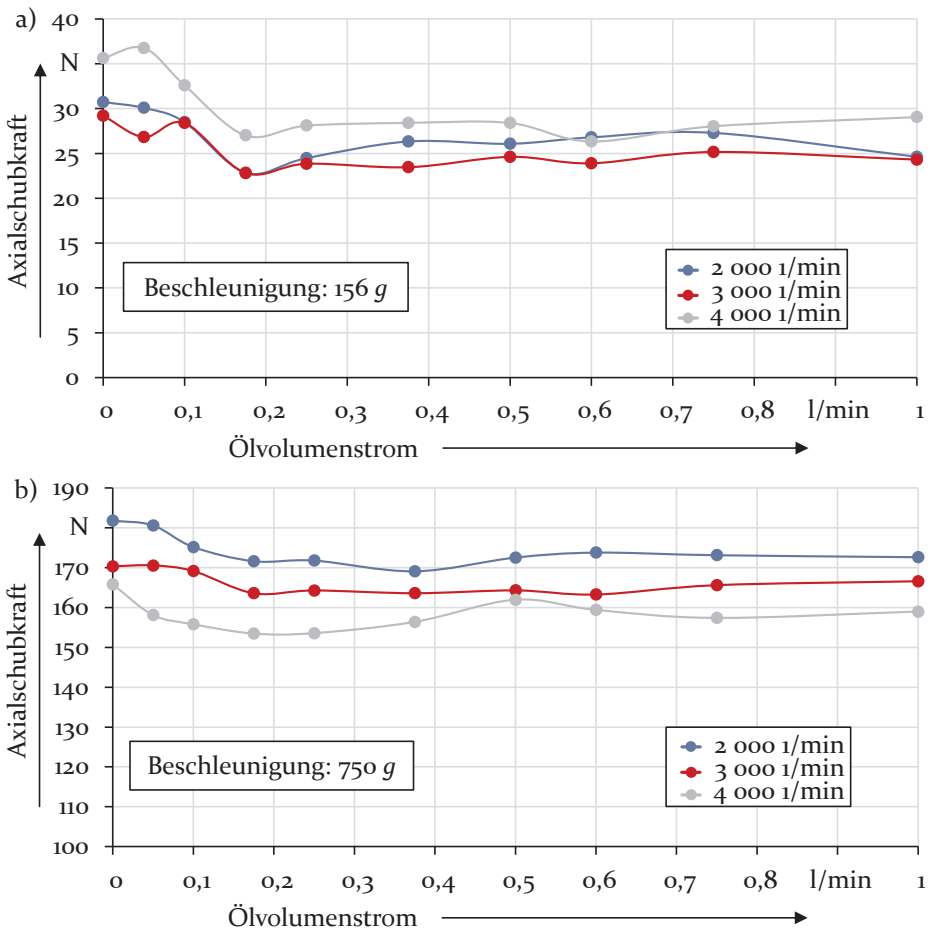 a)
40
N
30
25
20
15
10
5
0
Axialschubkraft
Beschleunigung: 156 g
2 000 1/min
3 000 1/min
4 000 1/min
0 0,1 0,2 0,3 0,4 0,5 0,6 0,7 0,8 l/min 1
Ölvolumenstrom
b)
190
N
170
160
150
140
130
120
110
100
Axialschubkraft
Beschleunigung: 750 g
2 000 1/min
3 000 1/min
4 000 1/min
0 0,1 0,2 0,3 0,4 0,5 0,6 0,7 0,8 l/min 1
Ölvolumenstrom